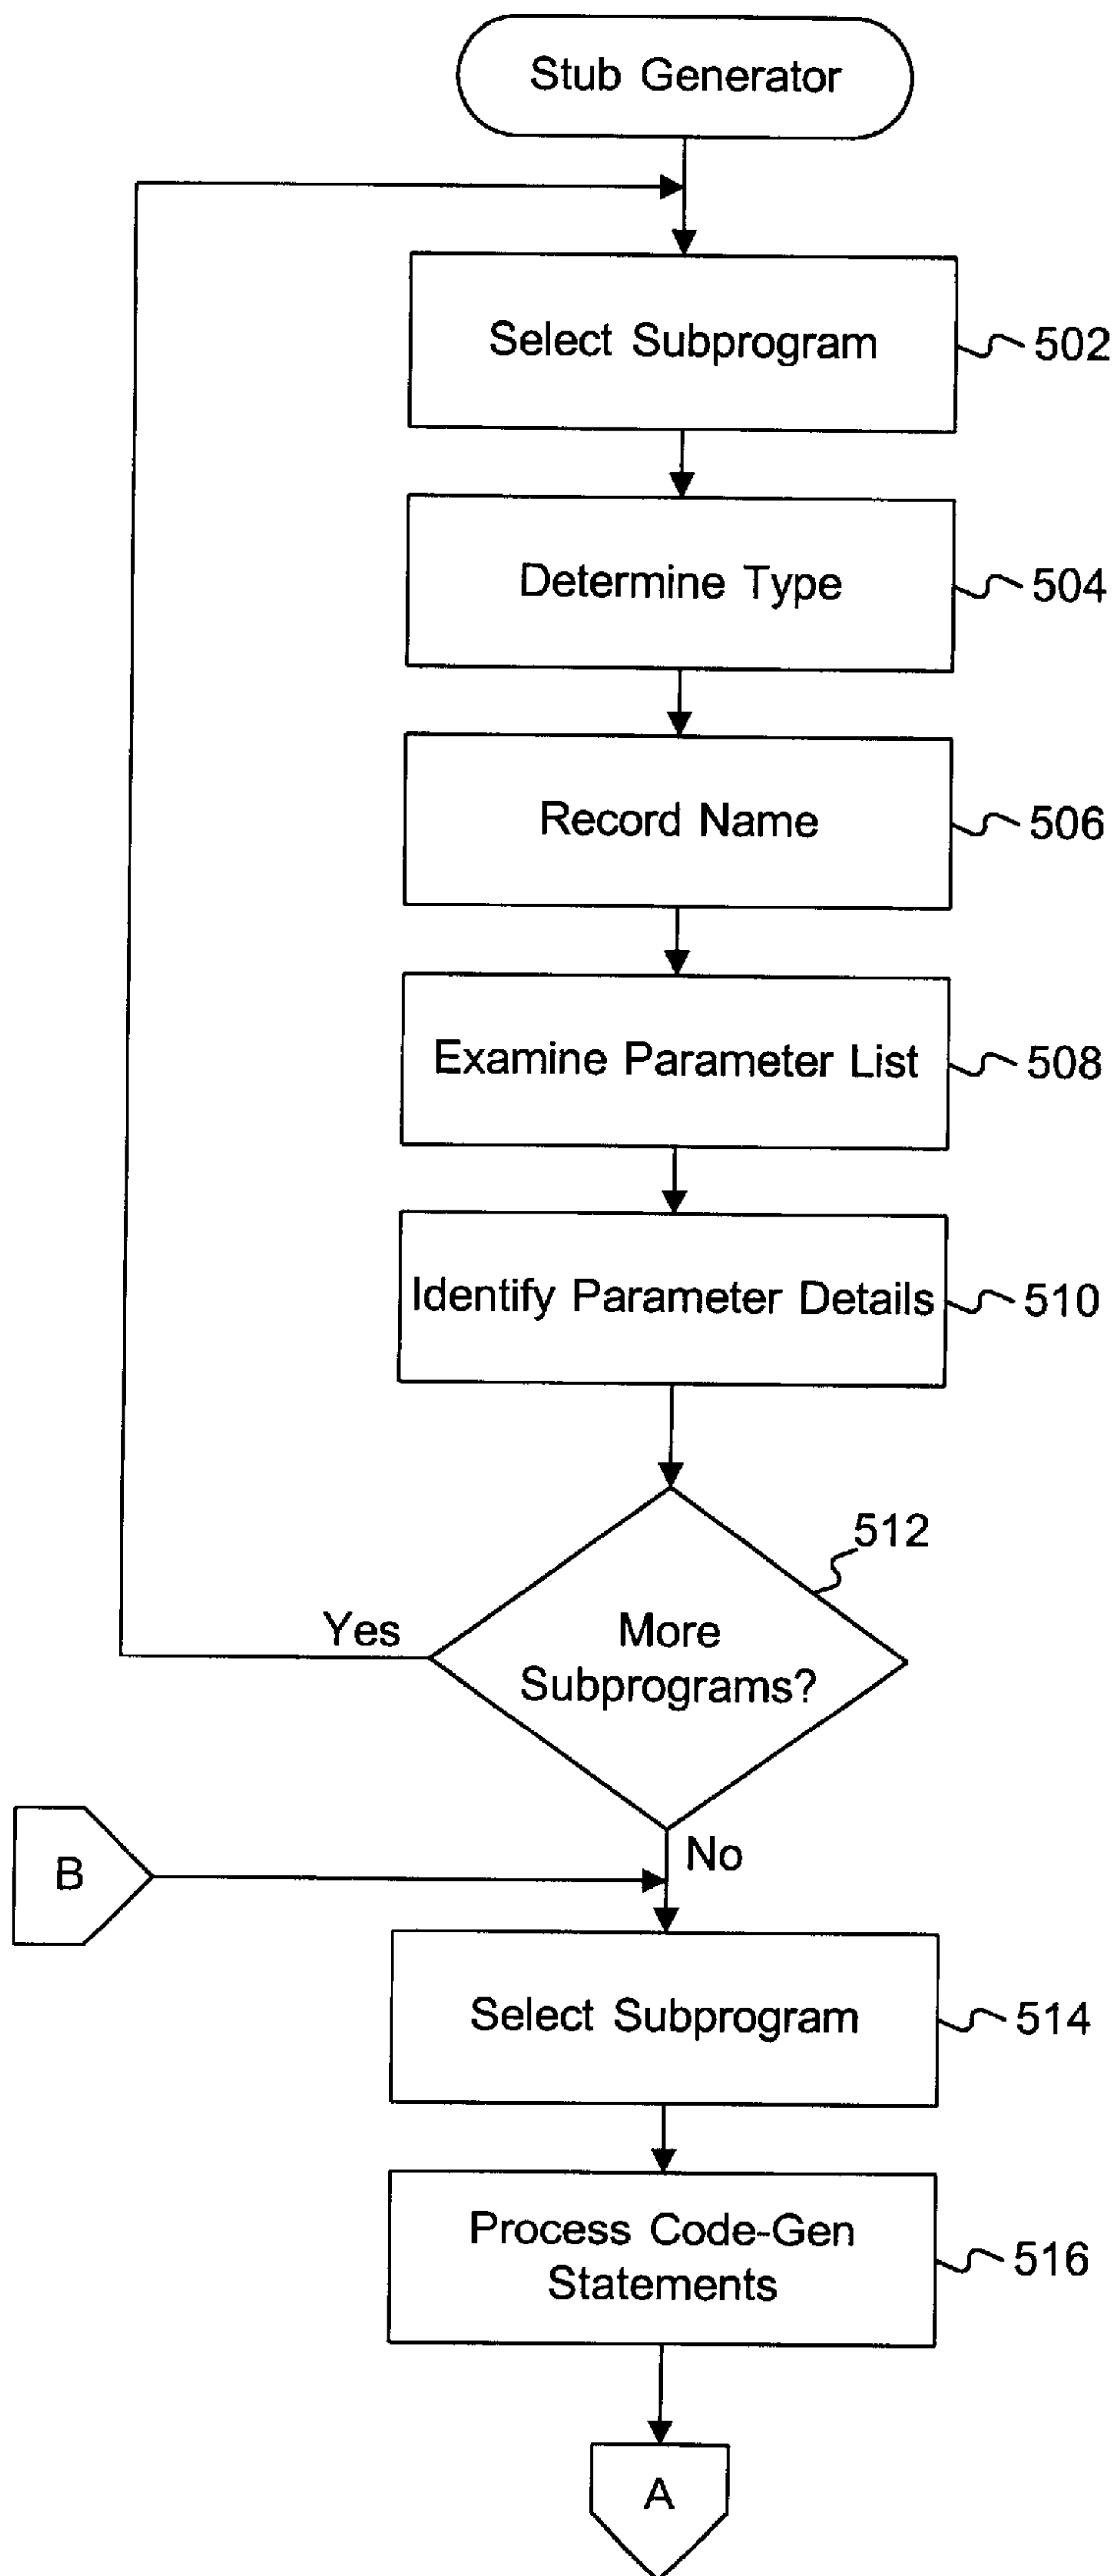 Stub Generator
Select Subprogram
502
Determine Type
504
Record Name
506
Examine Parameter List
508
Identify Parameter Details
510
512
More
Subprograms?
Yes
No
B
Select Subprogram
514
Process Code-Gen
Statements
516
A